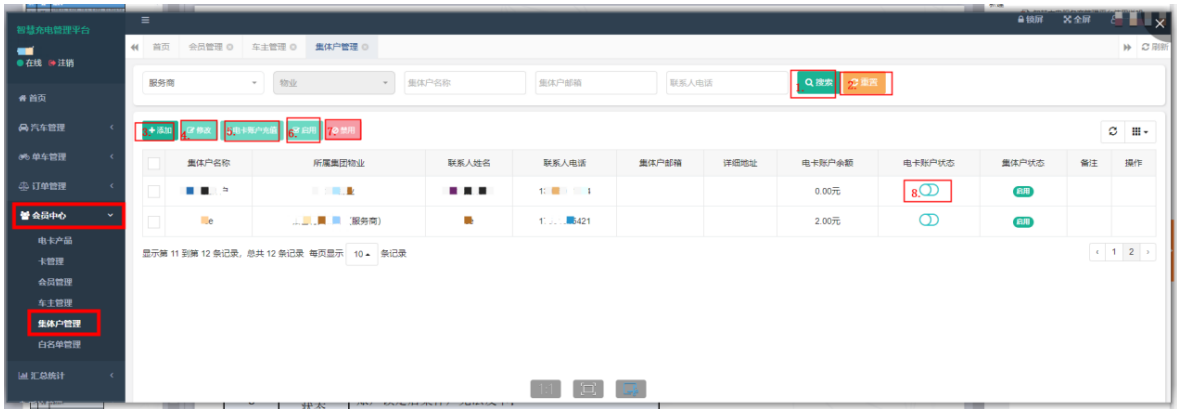 智慧充电管理平台
锁屏 全屏
在线 注销
首页 会员管理 车主管理 集体户管理 刷新
服务商 物业 集体户名称 集体户邮箱 联系人电话 1. 搜索 2. 重置
首页
汽车管理
单车管理
订单管理
会员中心
电卡产品
卡管理
会员管理
车主管理
集体户管理
白名单管理
汇总统计
3. 添加 4. 修改 5. 电卡账户充值 6. 启用 7. 禁用
集体户名称 所属集团物业 联系人姓名 联系人电话 集体户邮箱 详细地址 电卡账户余额 电卡账户状态 集体户状态 备注 操作
0.00元 8. 启用
(服务商) 5421 2.00元 启用
显示第 11 到第 12 条记录，总共 12 条记录 每页显示 10 条记录
‹ 1 2 ›
1:1